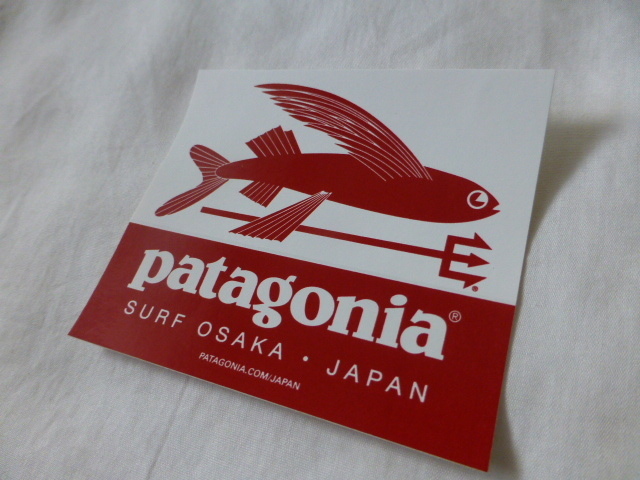 patagonia®
SURF OSAKA • JAPAN
PATAGONIA.COM/JAPAN